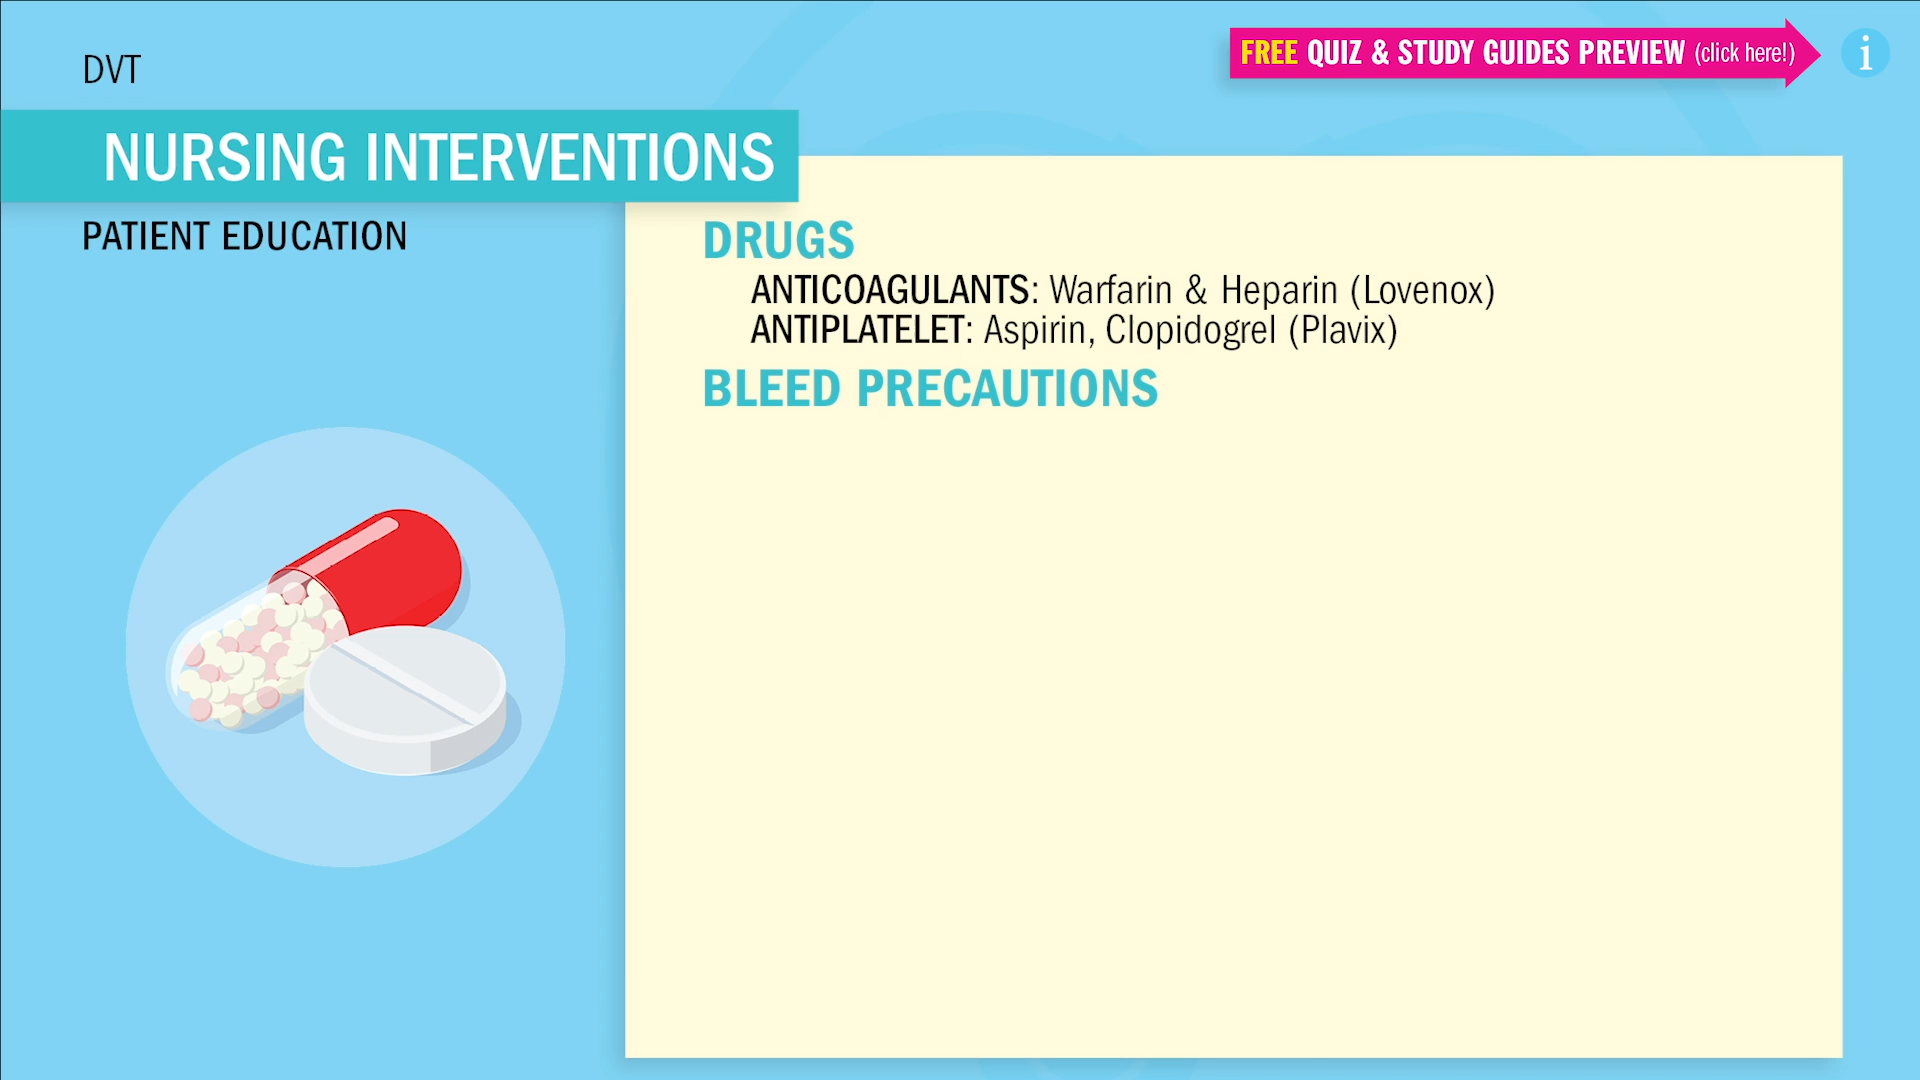 DVT
FREE QUIZ & STUDY GUIDES PREVIEW (click here!)
i
NURSING INTERVENTIONS
PATIENT EDUCATION
DRUGS
ANTICOAGULANTS: Warfarin & Heparin (Lovenox)
ANTIPLATELET: Aspirin, Clopidogrel (Plavix)
BLEED PRECAUTIONS